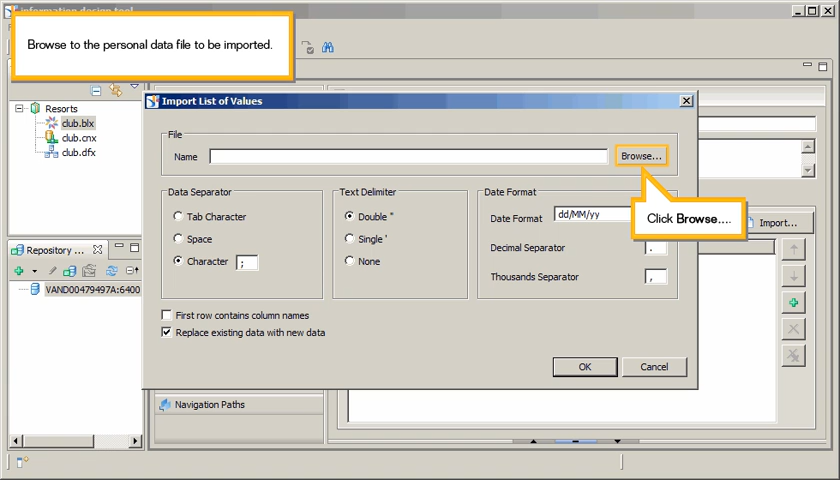 information design tool
Browse to the personal data file to be imported.
Resorts
club.blx
club.cnx
club.dfx
Import List of Values
File
Name
Browse...
Data Separator
Tab Character
Space
Character ;
Text Delimiter
Double "
Single '
None
Date Format
Date Format dd/MM/yy
Decimal Separator .
Thousands Separator ,
Click Browse....
Import...
First row contains column names
Replace existing data with new data
OK
Cancel
Repository ...
VAND00479497A:6400
Navigation Paths